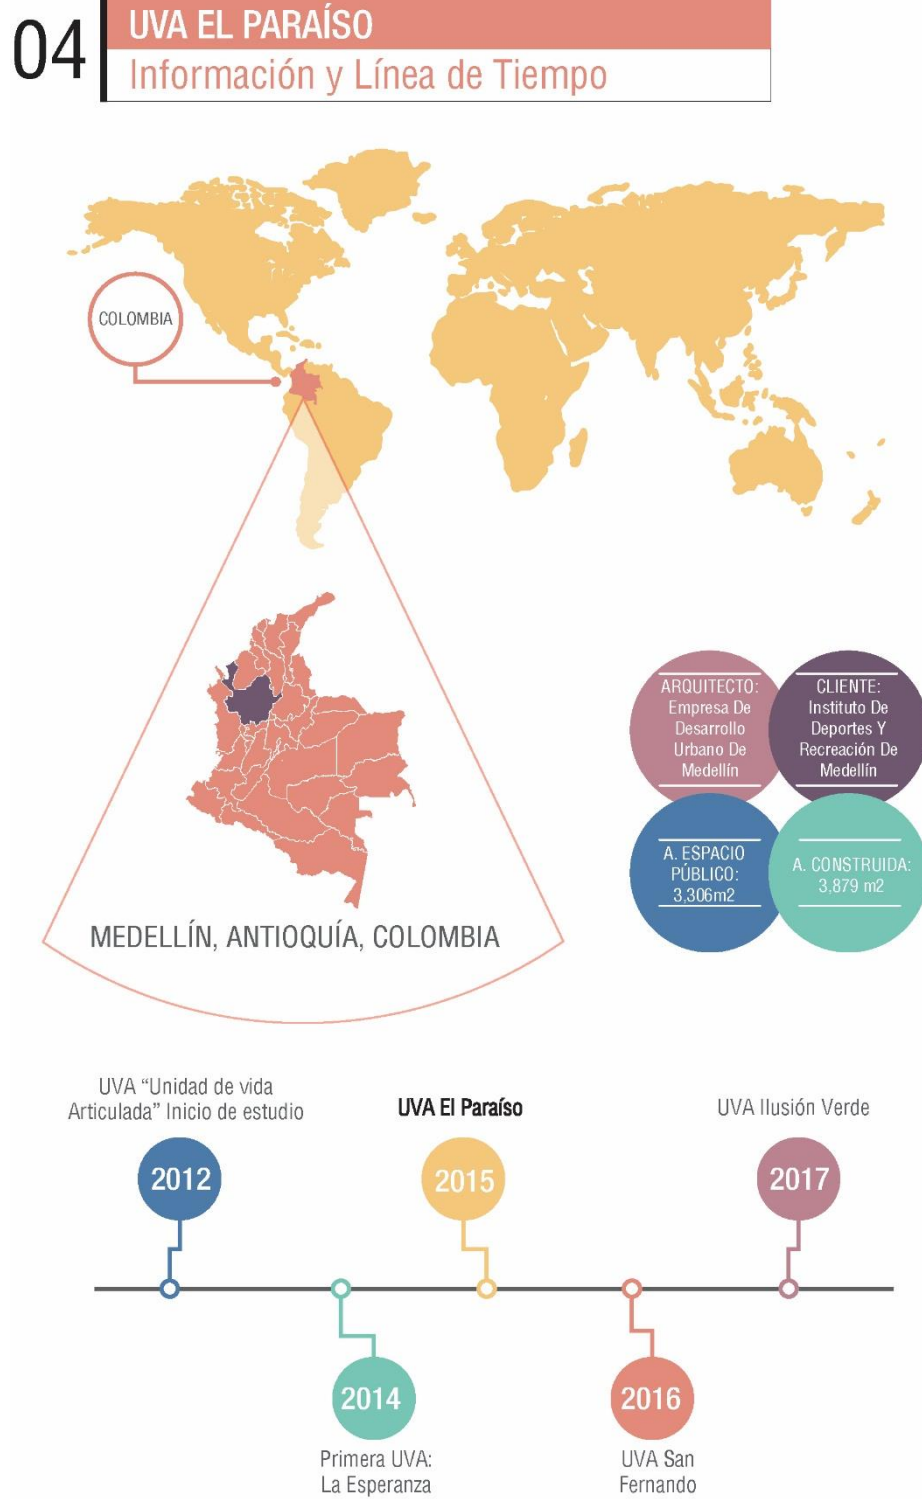 04
UVA EL PARAÍSO
Información y Línea de Tiempo
COLOMBIA
ARQUITECTO:
Empresa De
Desarrollo
Urbano De
Medellín
CLIENTE:
Instituto De
Deportes Y
Recreación De
Medellín
A. ESPACIO
PÚBLICO:
3,306m2
A. CONSTRUIDA:
3,879 m2
MEDELLÍN, ANTIOQUÍA, COLOMBIA
UVA “Unidad de vida
Articulada” Inicio de estudio
2012
Primera UVA:
La Esperanza
2014
UVA El Paraíso
2015
UVA San
Fernando
2016
UVA Ilusión Verde
2017